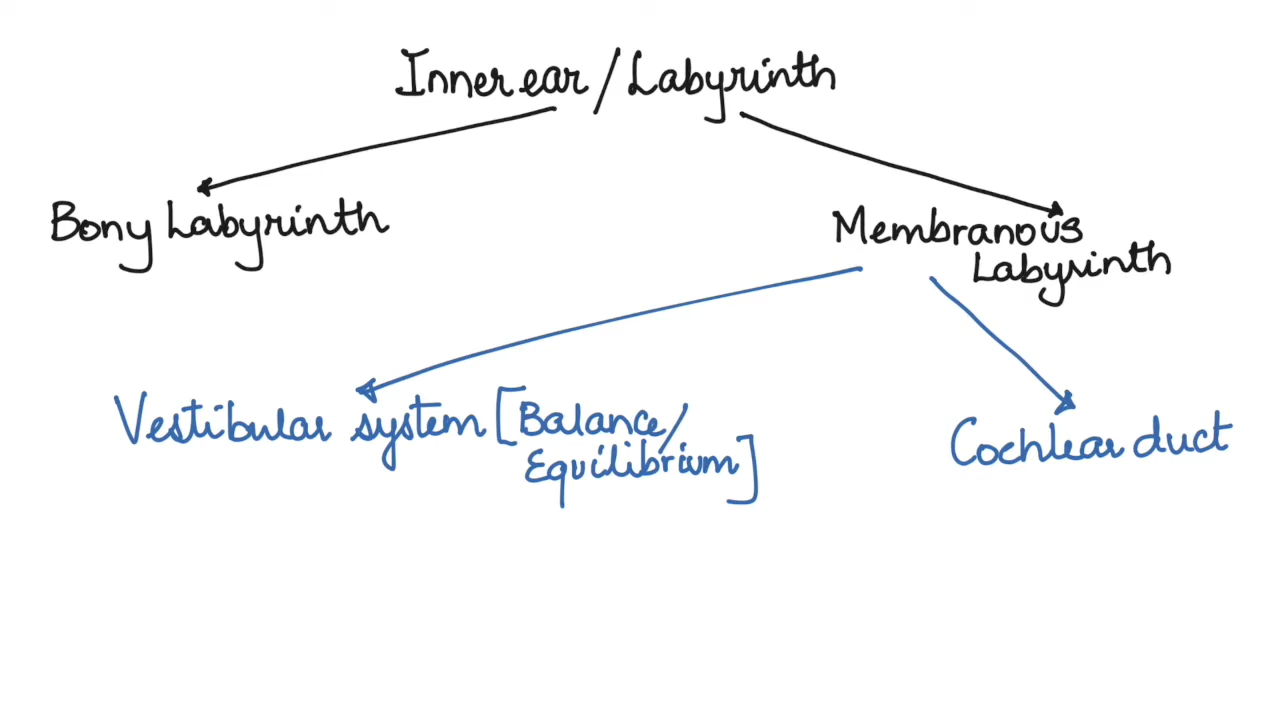 Inner ear / Labyrinth
Bony Labyrinth
Membranous
Labyrinth
Vestibular system [Balance/
Equilibrium]
Cochlear duct